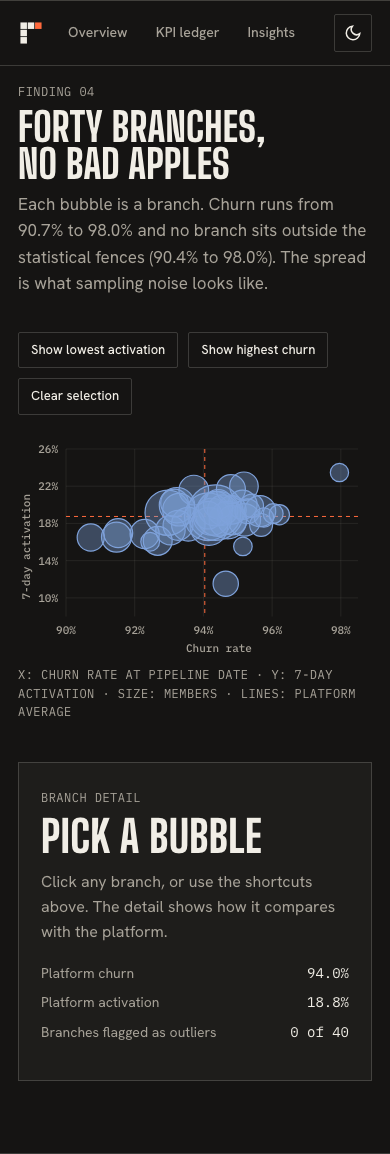 Overview
KPI ledger
Insights
FINDING 04
FORTY BRANCHES,
NO BAD APPLES
Each bubble is a branch. Churn runs from
90.7% to 98.0% and no branch sits outside the
statistical fences (90.4% to 98.0%). The spread
is what sampling noise looks like.
Show lowest activation
Show highest churn
Clear selection
7-day activation
26%
22%
18%
14%
10%
90%
92%
94%
96%
98%
Churn rate
X: CHURN RATE AT PIPELINE DATE · Y: 7-DAY
ACTIVATION · SIZE: MEMBERS · LINES: PLATFORM
AVERAGE
BRANCH DETAIL
PICK A BUBBLE
Click any branch, or use the shortcuts
above. The detail shows how it compares
with the platform.
Platform churn 94.0%
Platform activation 18.8%
Branches flagged as outliers 0 of 40